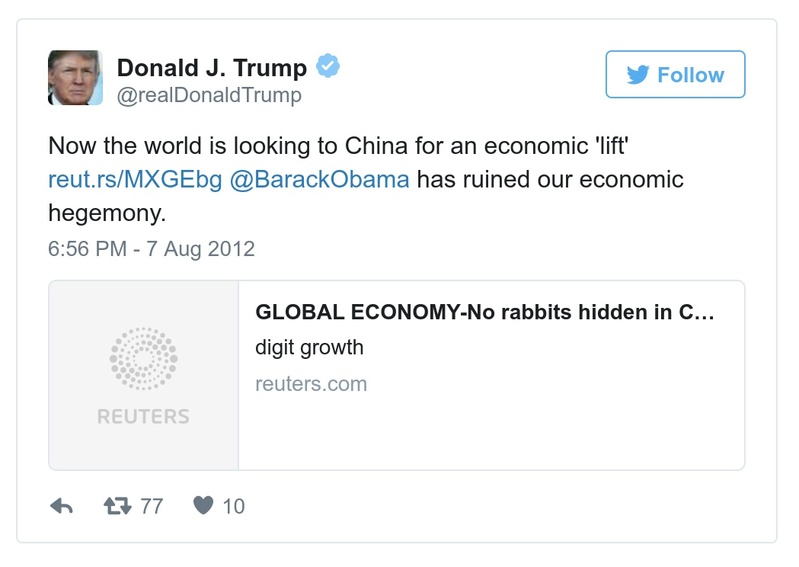 Donald J. Trump
@realDonaldTrump
Follow
Now the world is looking to China for an economic 'lift'
reut.rs/MXGEbg @BarackObama has ruined our economic
hegemony.
6:56 PM - 7 Aug 2012
GLOBAL ECONOMY-No rabbits hidden in C...
digit growth
reuters.com
REUTERS
77 10